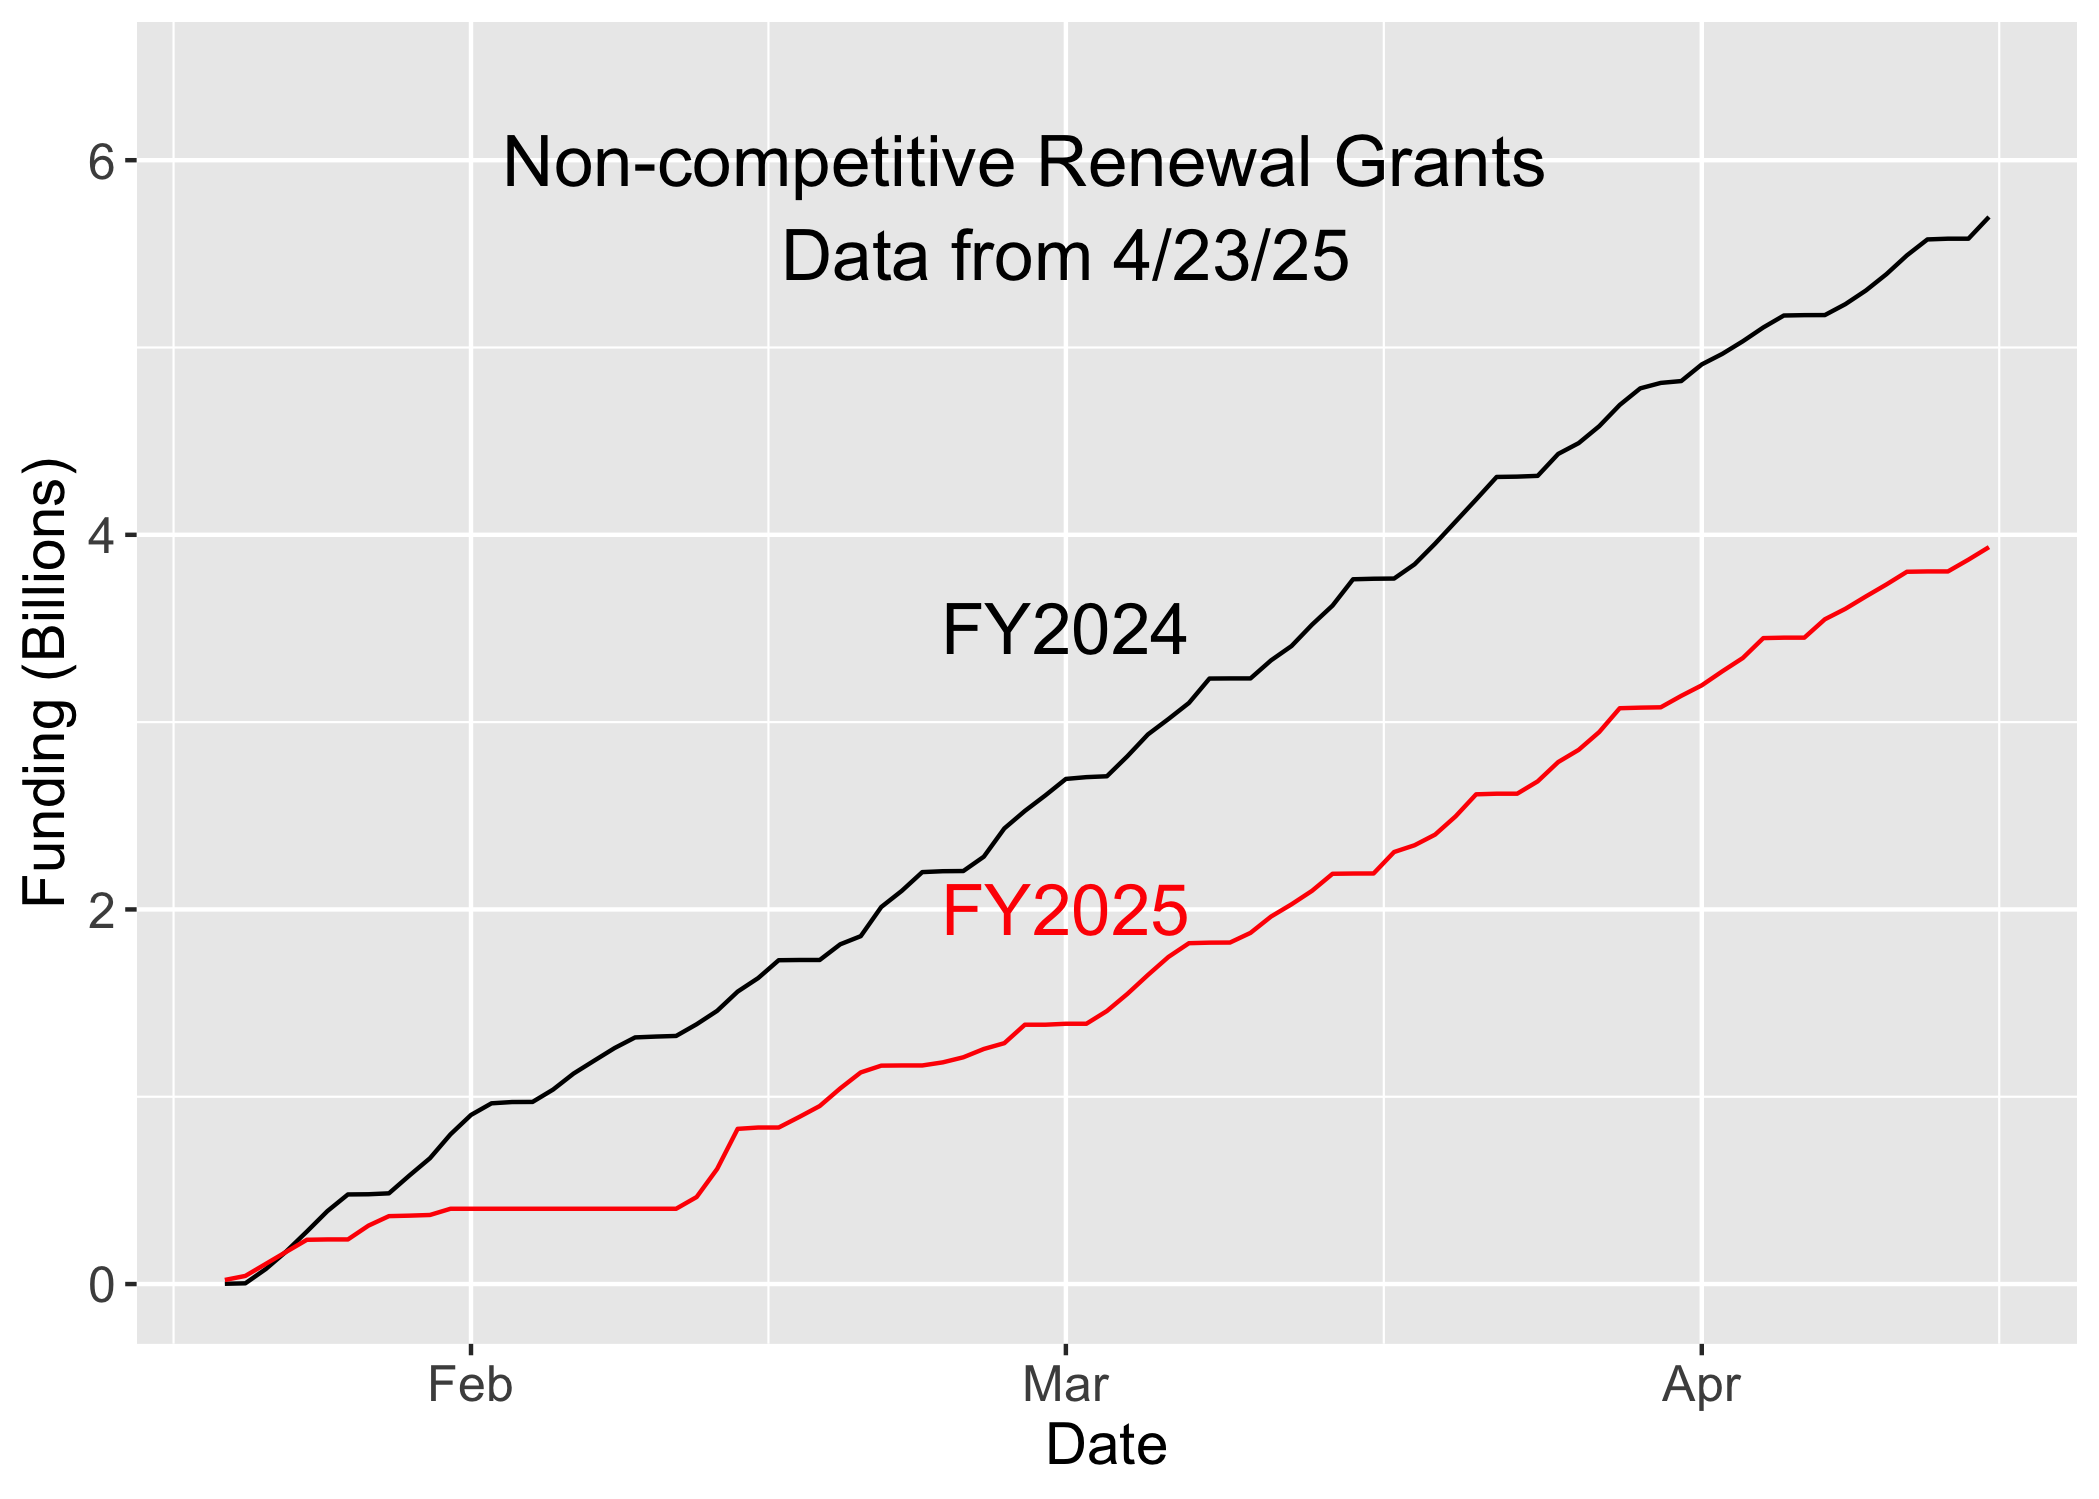 Non-competitive Renewal Grants
Data from 4/23/25
6
4
2
0
FY2024
FY2025
Funding (Billions)
Feb
Mar
Apr
Date